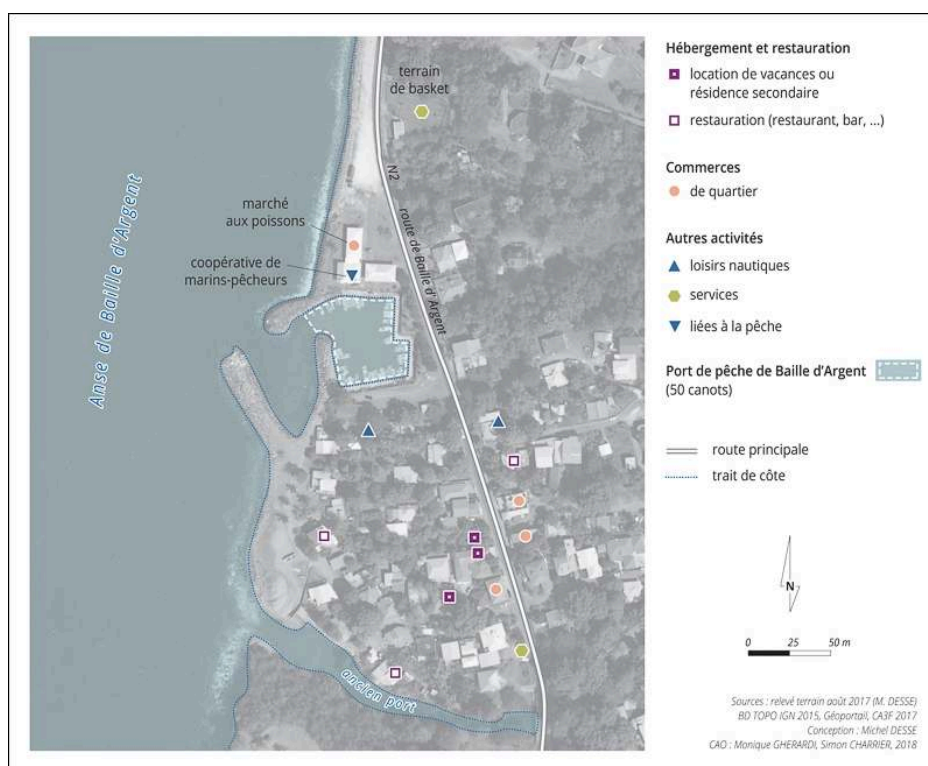 terrain
de basket
N2
route de Baille d'Argent
marché
aux poissons
coopérative de
marins-pêcheurs
Anse de Baille d'Argent
ancien port
Hébergement et restauration
location de vacances ou
résidence secondaire
restauration (restaurant, bar, ...)
Commerces
de quartier
Autres activités
loisirs nautiques
services
liées à la pêche
Port de pêche de Baille d'Argent
(50 canots)
route principale
trait de côte
N
0 25 50 m
Sources : relevé terrain août 2017 (M. DESSE)
BD TOPO IGN 2015, Géoportail, CA3F 2017
Conception : Michel DESSE
CAO : Monique GHERARDI, Simon CHARRIER, 2018